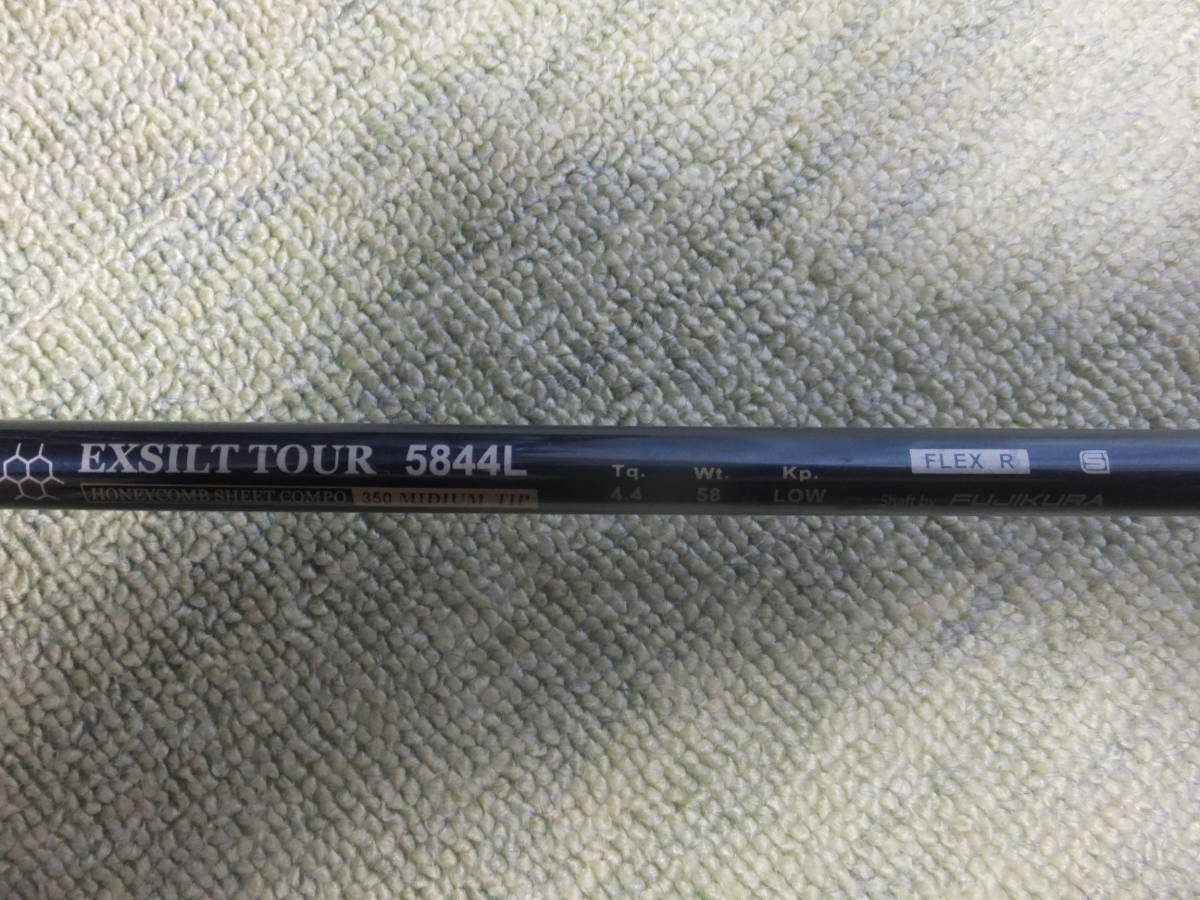 EXSILT TOUR 5844L
HONEYCOMB SHEET COMPO 350 MIDIUM TIP
Tq. Wt. Kp.
4.4 58 LOW
FLEX R
S
Shaft by FUJIKURA